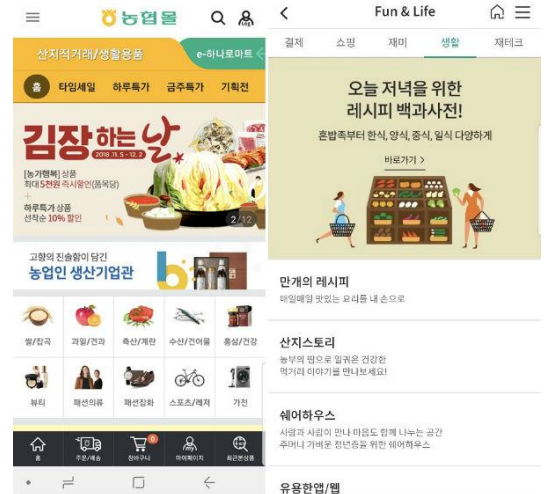 농협몰
산지직거래/생활용품
e-하나로마트
홈
타임세일
하루특가
금주특가
기획전
김장하는날
2018. 11. 5 - 12. 2
[농가행복] 상품
최대 5천원 즉시할인(품목당)
+
하루특가 상품
선착순 10% 할인
2/12
고향의 진솔함이 담긴
농업인 생산기업관
쌀/잡곡
과일/견과
축산/계란
수산/건어물
홍삼/건강
뷰티
패션의류
패션잡화
스포츠/레저
가전
홈
주문/배송
장바구니
0
마이페이지
최근본상품
Fun & Life
결제
쇼핑
재미
생활
재테크
오늘 저녁을 위한
레시피 백과사전!
혼밥족부터 한식, 양식, 중식, 일식 다양하게
바로가기 >
만개의 레시피
매일매일 맛있는 요리를 내 손으로
산지스토리
농부의 땀으로 일궈온 건강한
먹거리 이야기를 만나보세요!
쉐어하우스
사람과 사람이 만나 마음도 함께 나누는 공간
주머니 가벼운 청년층을 위한 쉐어하우스
유용한앱/웹